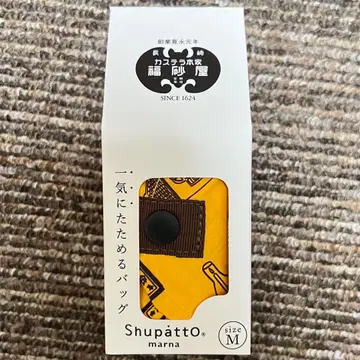 創業寛永元年
長崎
カステラ本家
福砂屋
SINCE 1624
一気にたためるバッグ
Shupatto®
marna
size
M